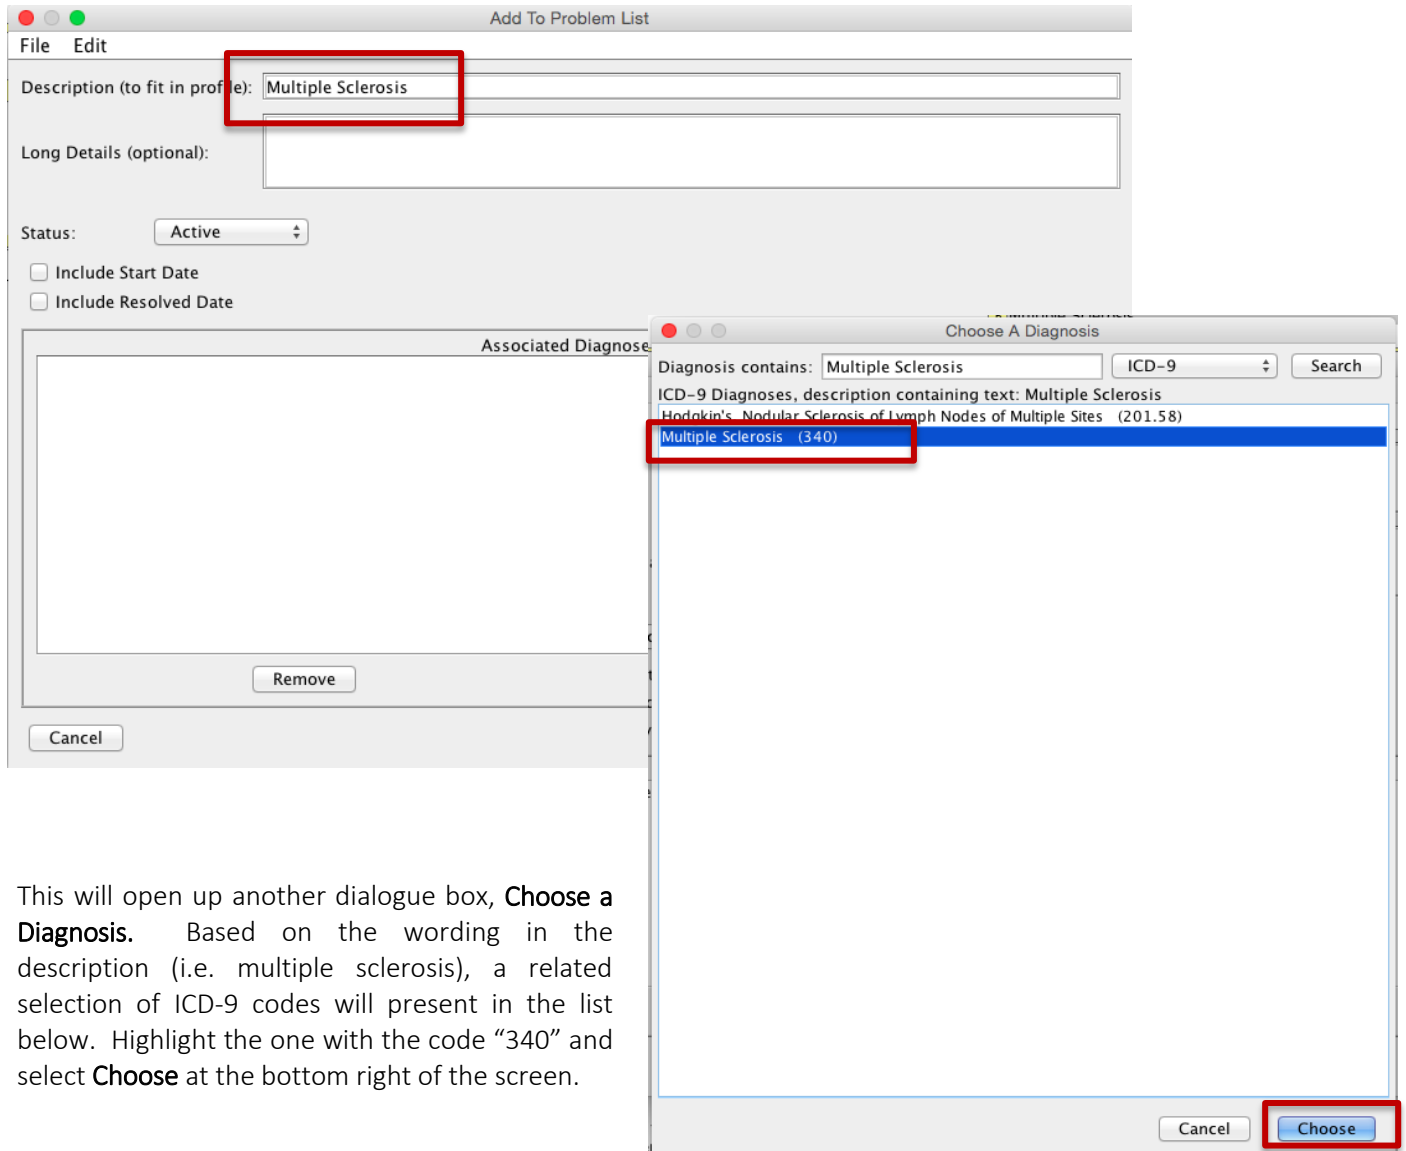 Add To Problem List
File Edit
Description (to fit in profile): Multiple Sclerosis
Long Details (optional):
Status: Active
Include Start Date
Include Resolved Date
Associated Diagnose
Remove
Cancel
Multiple Sclerosis
Choose A Diagnosis
Diagnosis contains: Multiple Sclerosis ICD-9 Search
ICD-9 Diagnoses, description containing text: Multiple Sclerosis
Hodgkin's, Nodular Sclerosis of Lymph Nodes of Multiple Sites (201.58)
Multiple Sclerosis (340)
Cancel Choose
This will open up another dialogue box, Choose a
Diagnosis. Based on the wording in the
description (i.e. multiple sclerosis), a related
selection of ICD-9 codes will present in the list
below. Highlight the one with the code “340” and
select Choose at the bottom right of the screen.